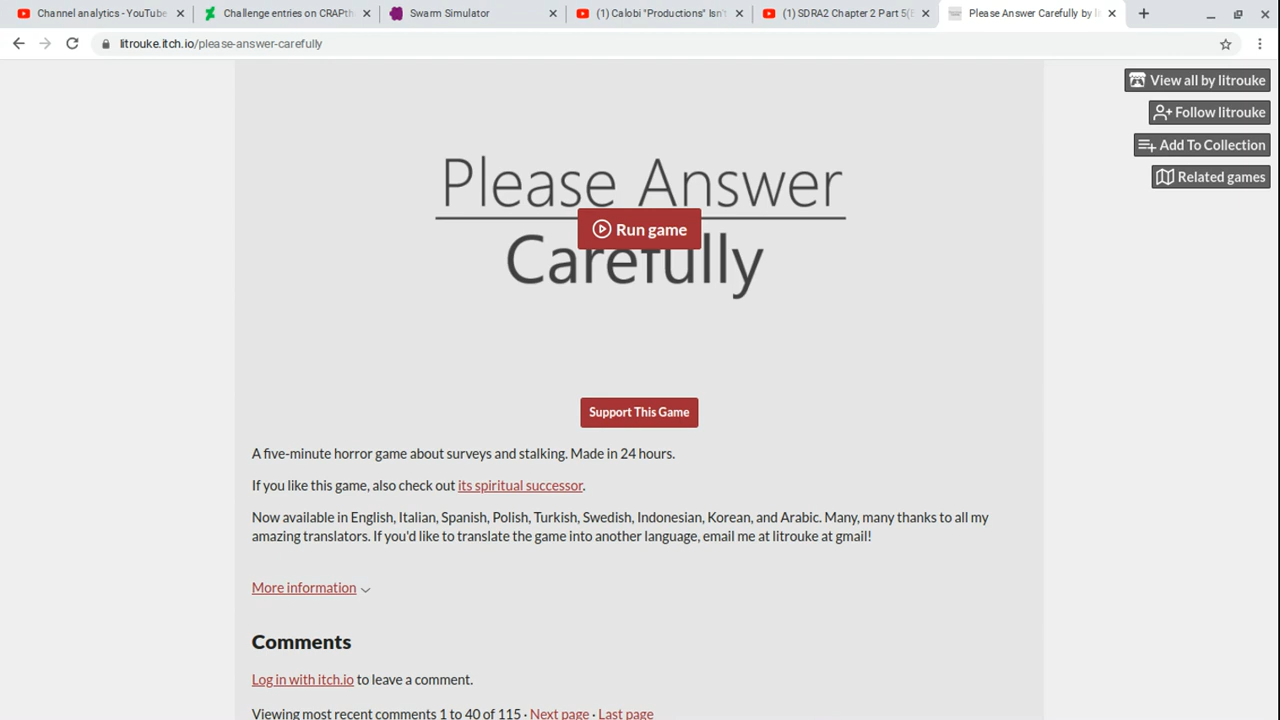 Channel analytics - YouTube
Challenge entries on CRAPth
Swarm Simulator
(1) Calobi "Productions" Isn't
(1) SDRA2 Chapter 2 Part 5(E
Please Answer Carefully by li
litrouke.itch.io/please-answer-carefully
View all by litrouke
Follow litrouke
Add To Collection
Related games
Please Answer
Carefully
Run game
Support This Game
A five-minute horror game about surveys and stalking. Made in 24 hours.
If you like this game, also check out its spiritual successor.
Now available in English, Italian, Spanish, Polish, Turkish, Swedish, Indonesian, Korean, and Arabic. Many, many thanks to all my
amazing translators. If you'd like to translate the game into another language, email me at litrouke at gmail!
More information
Comments
Log in with itch.io to leave a comment.
Viewing most recent comments 1 to 40 of 115 · Next page · Last page